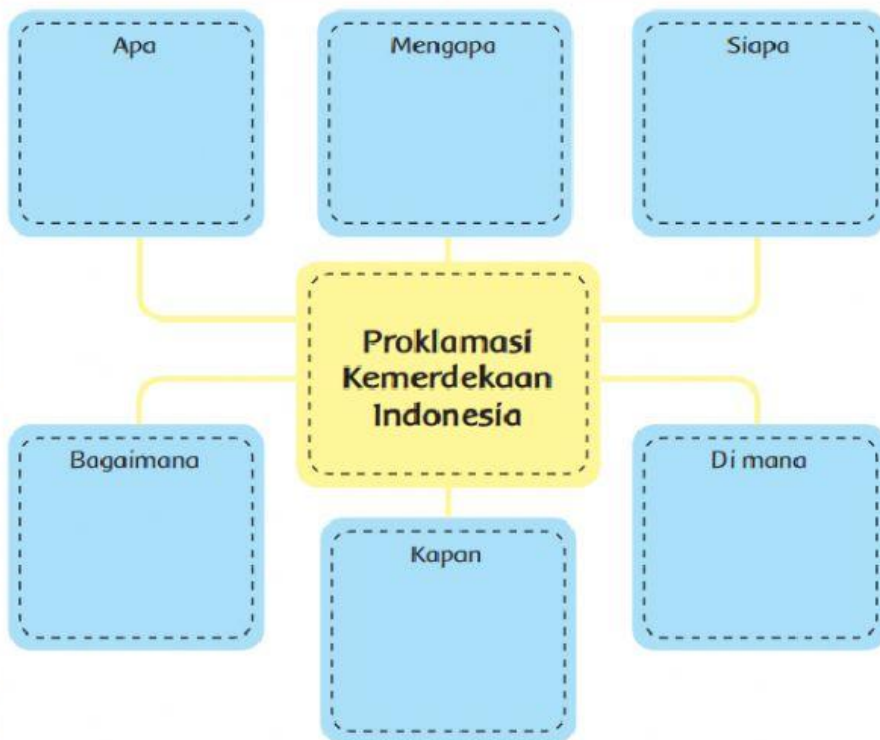 Apa
Mengapa
Siapa
Proklamasi
Kemerdekaan
Indonesia
Bagaimana
Kapan
Di mana